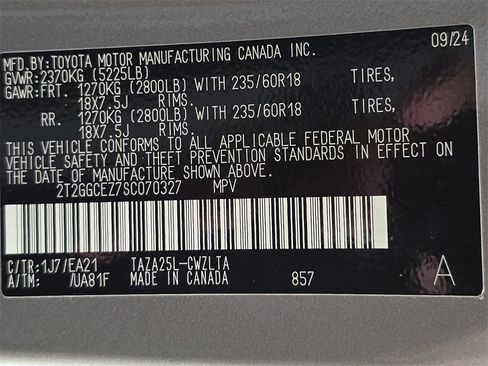 MFD.BY:TOYOTA MOTOR MANUFACTURING CANADA INC. 09/24
GVWR:2370KG (5225LB)
GAWR:FRT. 1270KG (2800LB) WITH 235/60R18 TIRES,
18X7.5J RIMS.
RR. 1270KG (2800LB) WITH 235/60R18 TIRES,
18X7.5J RIMS.
THIS VEHICLE CONFORMS TO ALL APPLICABLE FEDERAL MOTOR
VEHICLE SAFETY AND THEFT PREVENTION STANDARDS IN EFFECT ON
THE DATE OF MANUFACTURE SHOWN ABOVE.
2T2GGCEZ7SC070327 MPV
C/TR:1J7/EA21 TAZA25L-CWZLTA
A/TM: /UA81F MADE IN CANADA 857 A